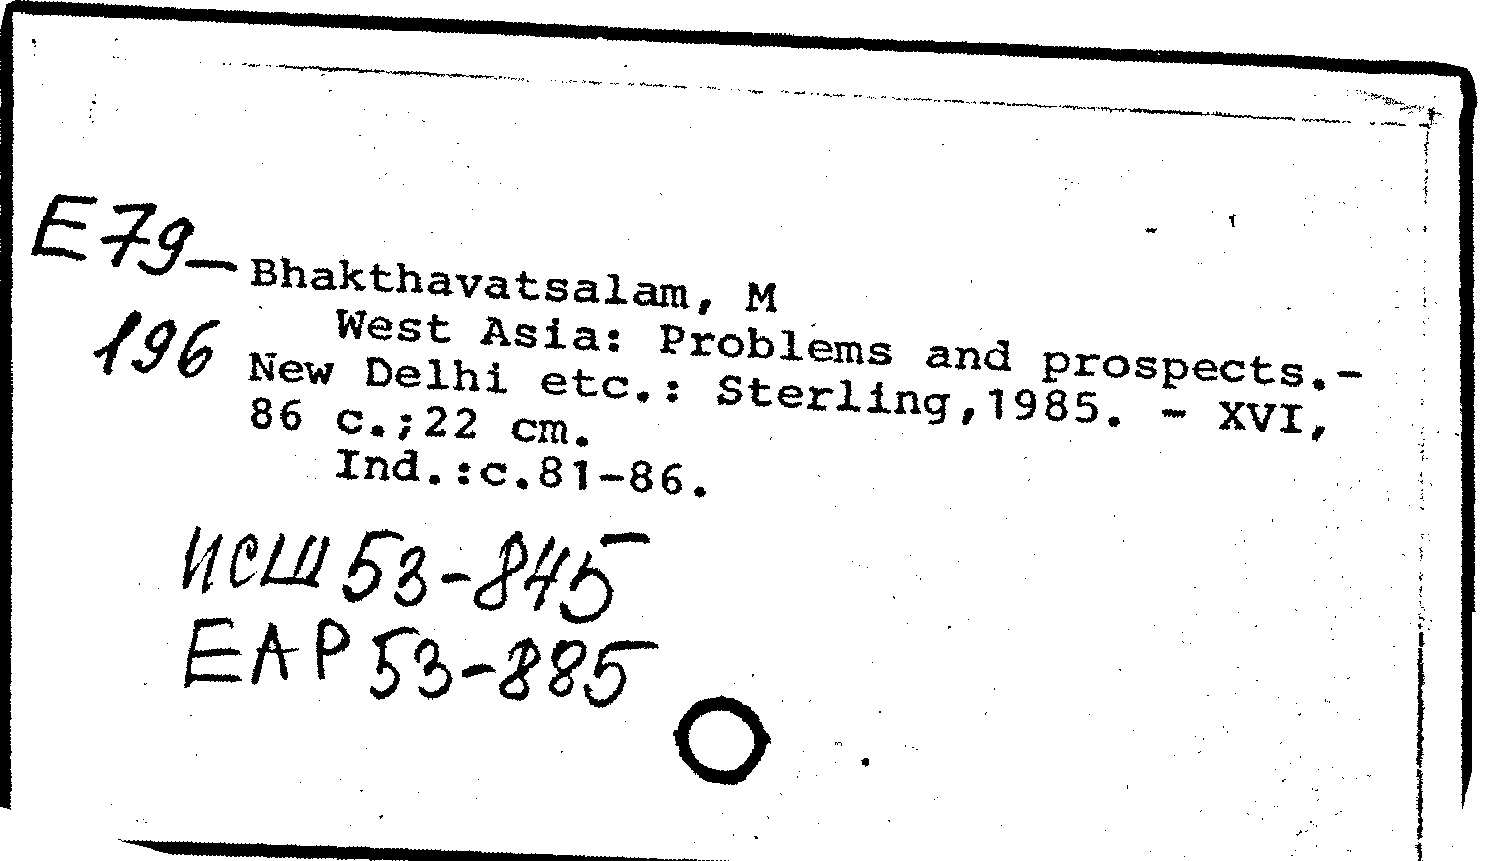 E79-
Bhakthavatsalam, M
196
West Asia: Problems and prospects.-
New Delhi etc.: Sterling,1985. - XVI,
86 c.;22 cm.
Ind.:c.81-86.
ИСШ 53-845
ЕАР 53-885